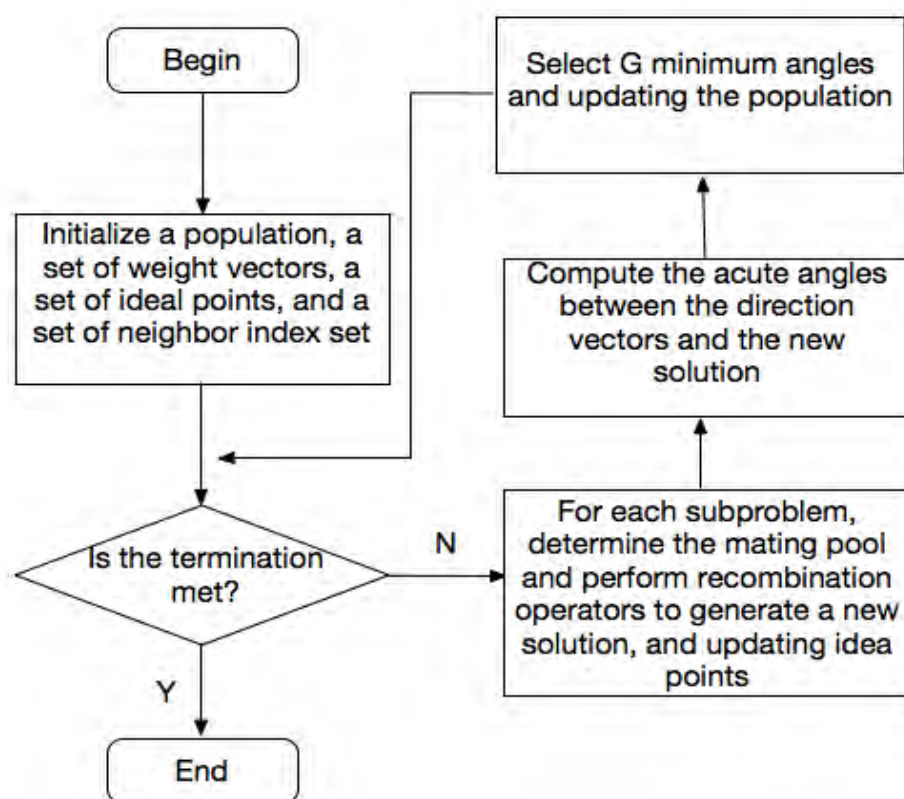 Begin
Initialize a population, a
set of weight vectors, a
set of ideal points, and a
set of neighbor index set
Is the termination
met?
Y
End
N
For each subproblem,
determine the mating pool
and perform recombination
operators to generate a new
solution, and updating idea
points
Compute the acute angles
between the direction
vectors and the new
solution
Select G minimum angles
and updating the population